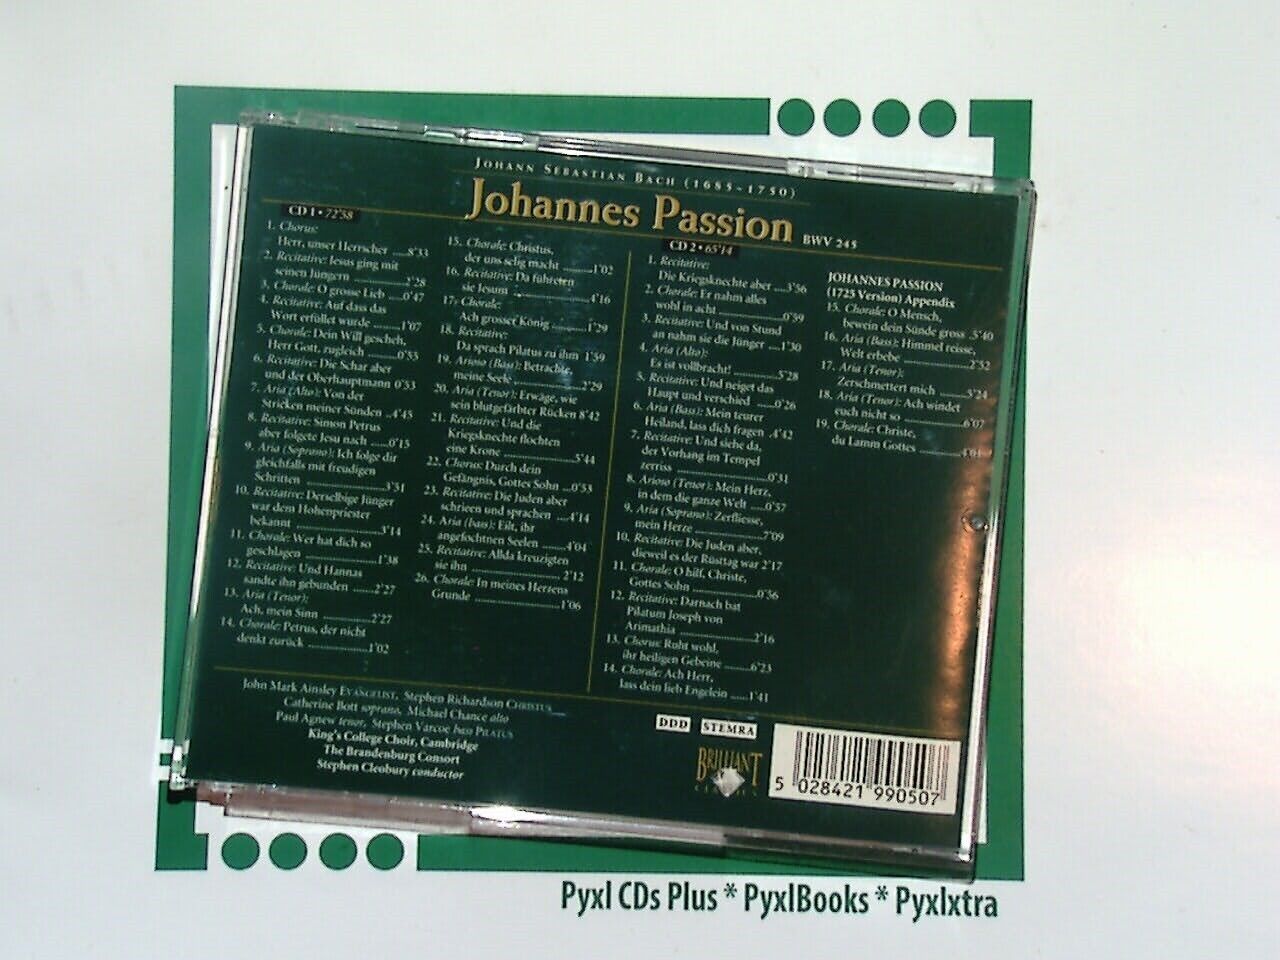 JOHANN SEBASTIAN BACH (1685-1750)
Johannes Passion BWV 245
CD 1 • 72'58
1. Chorus:
Herr, unser Herrscher .....8'33
2. Recitative: Jesus ging mit
seinen Jüngern ...............2'28
3. Chorale: O grosse Lieb .....0'47
4. Recitative: Auf dass das
Wort erfüllet wurde .........1'07
5. Chorale: Dein Will gescheh,
Herr Gott, zugleich .........0'55
6. Recitative: Die Schar aber
und der Oberhauptmann 0'53
7. Aria (Alto): Von der
Stricken meiner Sünden ..4'45
8. Recitative: Simon Petrus
aber folgete Jesu nach ......0'15
9. Aria (Soprano): Ich folge dir
gleichfalls mit freudigen
Schritten ......................3'51
10. Recitative: Derselbige Jünger
war dem Hohenpriester
bekannt ......................3'14
11. Chorale: Wer hat dich so
geschlagen ....................1'38
12. Recitative: Und Hannas
sandte ihn gebunden ......2'27
13. Aria (Tenor):
Ach, mein Sinn ..............2'27
14. Chorale: Petrus, der nicht
denkt zurück .................1'02
15. Chorale: Christus,
der uns selig macht .........1'02
16. Recitative: Da führeten
sie Jesum ......................4'16
17. Chorale:
Ach grosser König ..........1'29
18. Recitative:
Da sprach Pilatus zu ihm 1'59
19. Arioso (Bass): Betrachte,
meine Seele ...................2'29
20. Aria (Tenor): Erwäge, wie
sein blutgefärbter Rücken 8'42
21. Recitative: Und die
Kriegsknechte flochten
eine Krone ....................5'44
22. Chorus: Durch dein
Gefängnis, Gottes Sohn ...0'53
23. Recitative: Die Juden aber
schrieen und sprachen ....4'14
24. Aria (bass): Eilt, ihr
angefochtnen Seelen ........4'04
25. Recitative: Allda kreuzigten
sie ihn .......................... 2'12
26. Chorale: In meines Herzens
Grunde .........................1'06
CD 2 • 65'14
1. Recitative:
Die Kriegsknechte aber ....3'56
2. Chorale: Er nahm alles
wohl in acht ...................0'59
3. Recitative: Und von Stund
an nahm sie die Jünger ....1'30
4. Aria (Alto):
Es ist vollbracht! .............5'28
5. Recitative: Und neiget das
Haupt und verschied ......0'26
6. Aria (Bass): Mein teurer
Heiland, lass dich fragen .4'42
7. Recitative: Und siehe da,
der Vorhang im Tempel
zerriss ..........................0'31
8. Arioso (Tenor): Mein Herz,
in dem die ganze Welt .....0'57
9. Aria (Soprano): Zerfliesse,
mein Herze ...................7'09
10. Recitative: Die Juden aber,
dieweil es der Rüsttag war 2'17
11. Chorale: O hilf, Christe,
Gottes Sohn ...................0'56
12. Recitative: Darnach bat
Pilatum Joseph von
Arimathia ......................2'16
13. Chorus: Ruht wohl,
ihr heiligen Gebeine ........6'23
14. Chorale: Ach Herr,
lass dein lieb Engelein .....1'41
JOHANNES PASSION
(1725 Version) Appendix
15. Chorale: O Mensch,
bewein dein Sünde gross .5'40
16. Aria (Bass): Himmel reisse,
Welt erbebe ....................2'52
17. Aria (Tenor):
Zerschmettert mich .........5'24
18. Aria (Tenor): Ach windet
euch nicht so ..................6'07
19. Chorale: Christe,
du Lamm Gottes .............4'01
John Mark Ainsley EVANGELIST, Stephen Richardson CHRISTUS
Catherine Bott soprano, Michael Chance alto
Paul Agnew tenor, Stephen Varcoe bass PILATUS
King's College Choir, Cambridge
The Brandenburg Consort
Stephen Cleobury conductor
DDD STEMRA
BRILLIANT
CLASSICS
5 028421 990507
Pyxl CDs Plus * PyxlBooks * Pyxlxtra